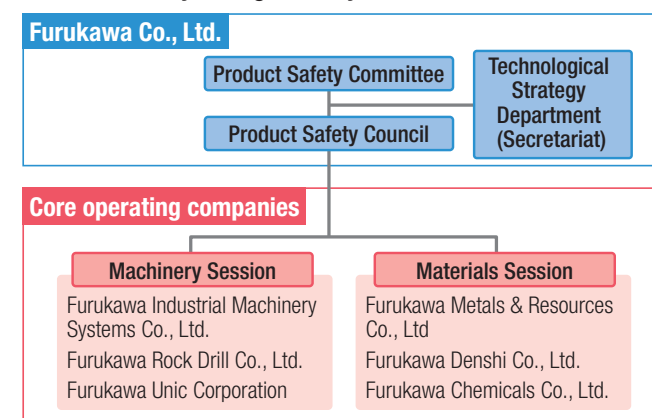 Furukawa Co., Ltd.
Product Safety Committee
Technological
Strategy
Department
(Secretariat)
Product Safety Council
Core operating companies
Machinery Session
Furukawa Industrial Machinery
Systems Co., Ltd.
Furukawa Rock Drill Co., Ltd.
Furukawa Unic Corporation
Materials Session
Furukawa Metals & Resources
Co., Ltd
Furukawa Denshi Co., Ltd.
Furukawa Chemicals Co., Ltd.